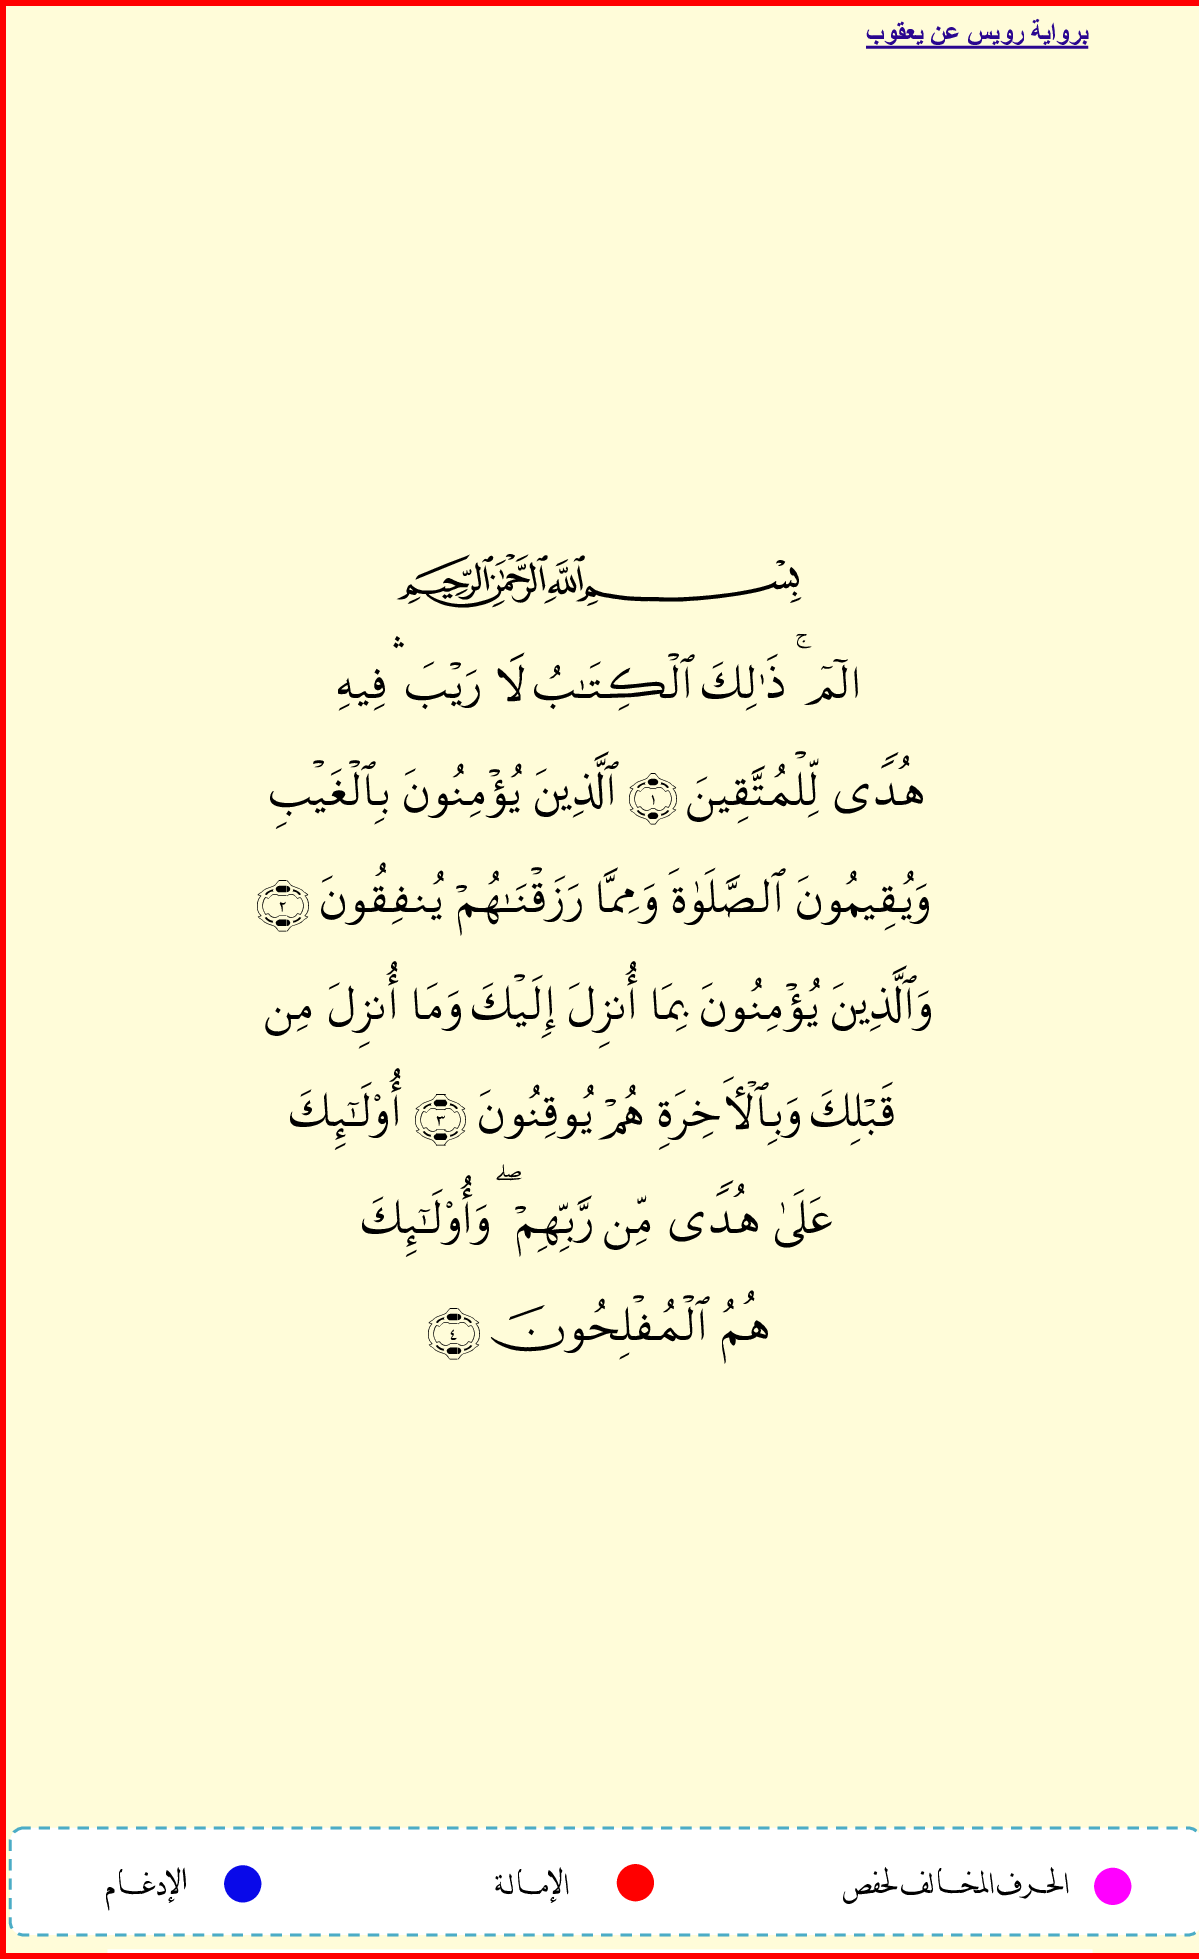 برواية رويس عن يعقوب
بِسۡمِ ٱللَّهِ ٱلرَّحۡمَٰنِ ٱلرَّحِيمِ
الٓمٓ ۚ ذَٰلِكَ ٱلۡكِتَٰبُ لَا رَيۡبَ ۛ فِيهِ
هُدٗى لِّلۡمُتَّقِينَ ١ ٱلَّذِينَ يُؤۡمِنُونَ بِٱلۡغَيۡبِ
وَيُقِيمُونَ ٱلصَّلَوٰةَ وَمِمَّا رَزَقۡنَٰهُمۡ يُنفِقُونَ ٢
وَٱلَّذِينَ يُؤۡمِنُونَ بِمَا أُنزِلَ إِلَيۡكَ وَمَا أُنزِلَ مِن
قَبۡلِكَ وَبِٱلۡأٓخِرَةِ هُمۡ يُوقِنُونَ ٣ أُوْلَٰٓئِكَ
عَلَىٰ هُدٗى مِّن رَّبِّهِمۡ ۖ وَأُوْلَٰٓئِكَ
هُمُ ٱلۡمُفۡلِحُونَ ٤
الحرف المخالف لحفص الإمالة الإدغام